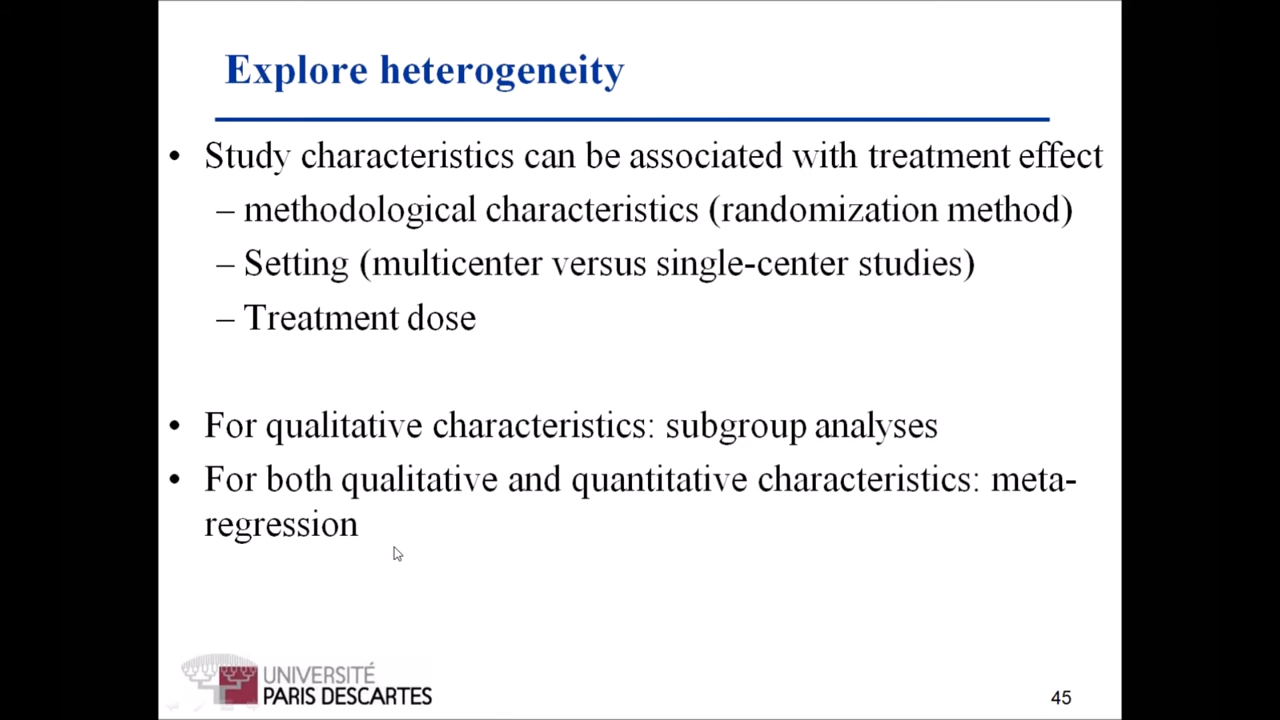 Explore heterogeneity
• Study characteristics can be associated with treatment effect
– methodological characteristics (randomization method)
– Setting (multicenter versus single-center studies)
– Treatment dose
• For qualitative characteristics: subgroup analyses
• For both qualitative and quantitative characteristics: meta-
regression
UNIVERSITÉ
PARIS DESCARTES
45